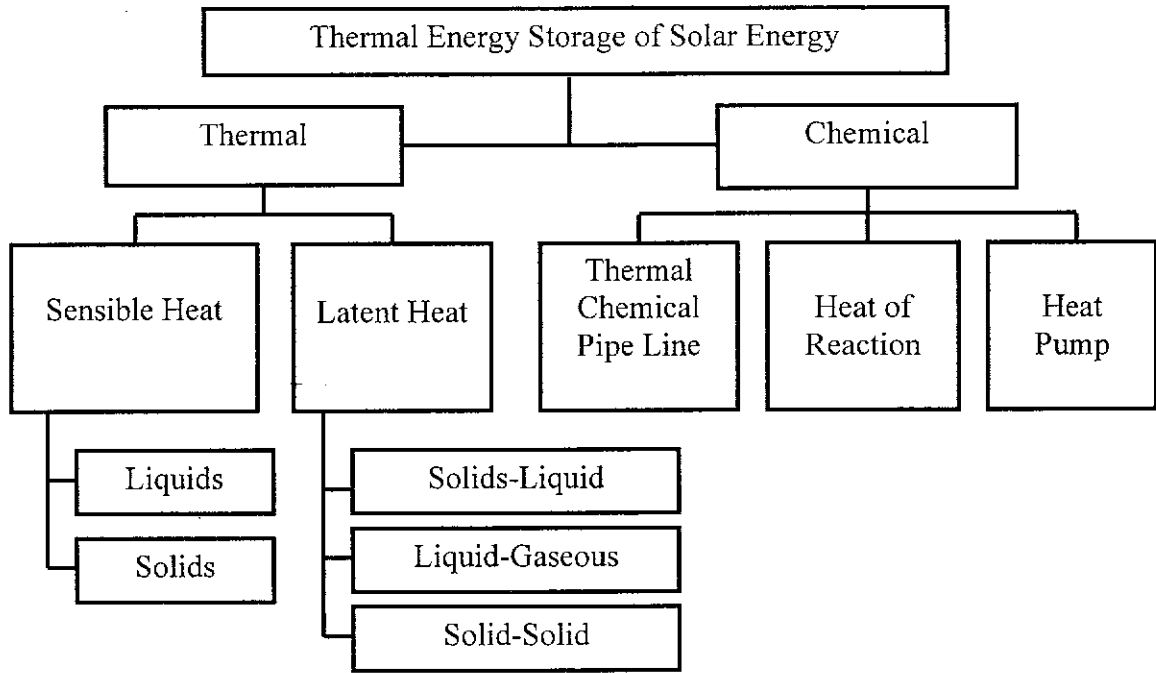 Thermal Energy Storage of Solar Energy
Thermal
Chemical
Sensible Heat
Latent Heat
Thermal
Chemical
Pipe Line
Heat of
Reaction
Heat
Pump
Liquids
Solids
Solids-Liquid
Liquid-Gaseous
Solid-Solid